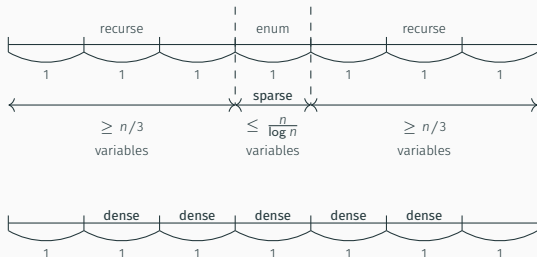 recurse enum recurse
1 1 1 1 1 1 1
sparse
≥ n/3 ≤ n/log n ≥ n/3
variables variables variables
dense dense dense dense dense
1 1 1 1 1 1 1